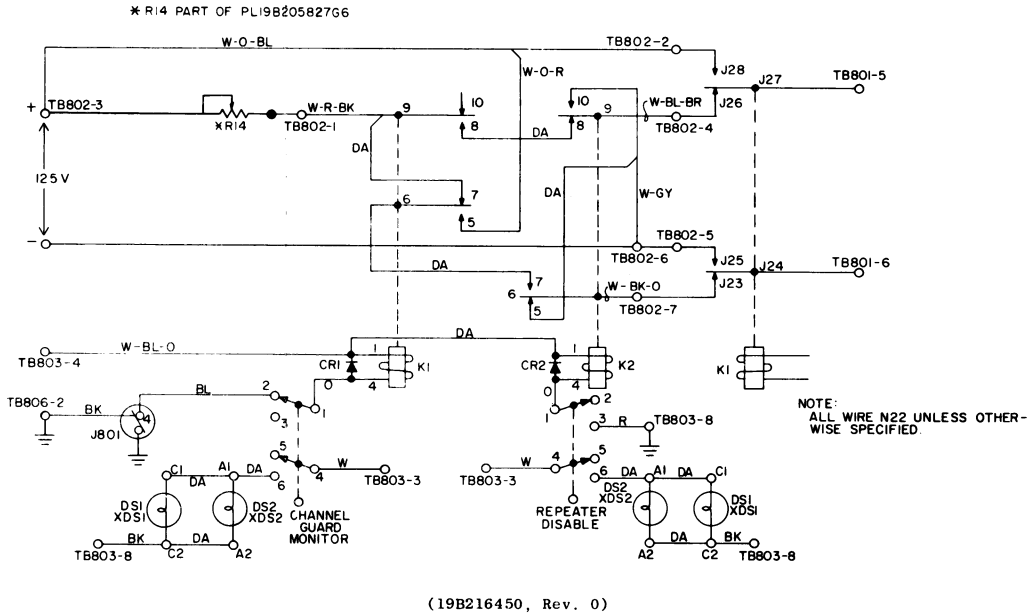 * R14 PART OF PL19B205827G6
W-O-BL
TB802-2
W-O-R
J28
J27
TB801-5
+
TB802-3
*R14
W-R-BK
TB802-1
9
10
8
DA
10
8
9
W-BL-BR
TB802-4
J26
DA
125V
7
6
5
DA
W-GY
-
TB802-6
TB802-5
J25
J24
TB801-6
J23
DA
7
6
5
W-BK-O
TB802-7
DA
W-BL-O
TB803-4
CR1
1
4
K1
CR2
1
4
K2
K1
O
O
BL
2
1
3
1
2
3
R
TB803-8
NOTE:
ALL WIRE N22 UNLESS OTHER-
WISE SPECIFIED.
TB806-2
BK
4
J801
5
4
6
W
TB803-3
W
TB803-3
4
5
6
C1
DA
A1
DA
DA
A1
DA
C1
DS1
XDS1
DS2
XDS2
CHANNEL
GUARD
MONITOR
REPEATER
DISABLE
DS2
XDS2
DS1
XDS1
TB803-8
BK
C2
DA
A2
A2
DA
C2
BK
TB803-8
(19B216450, Rev. 0)